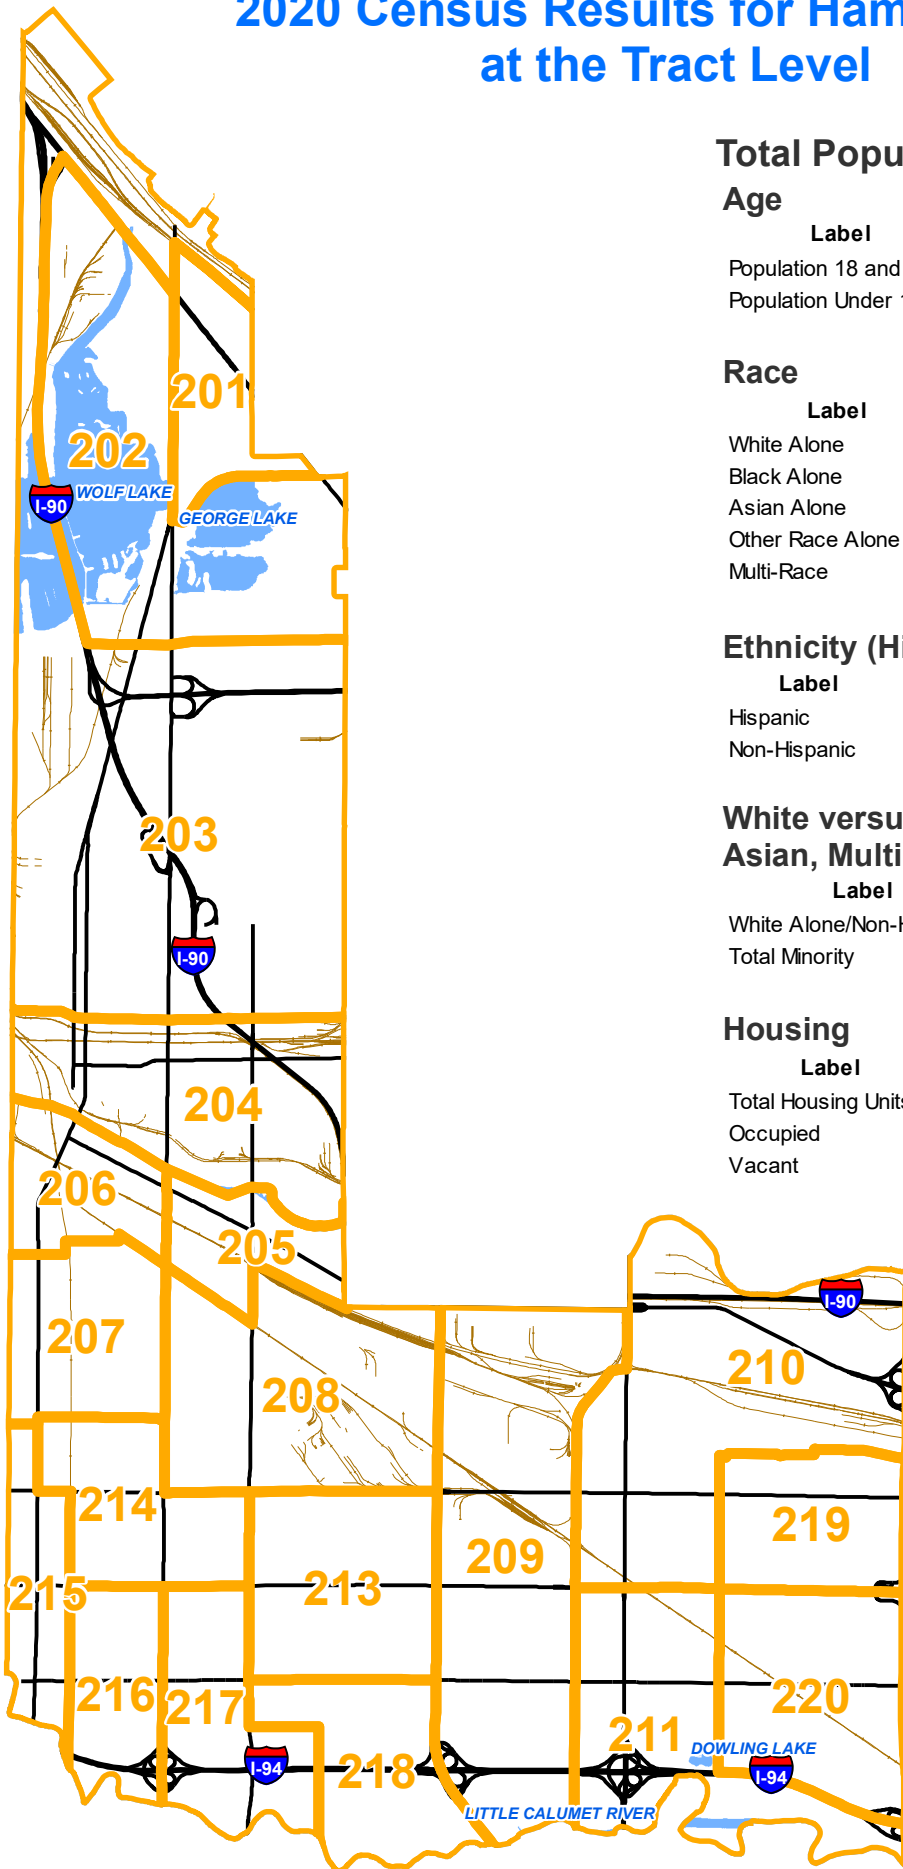 2020 Census Results for Ham
at the Tract Level
Total Popu
Age
Label
Population 18 and
Population Under 1
Race
Label
White Alone
Black Alone
Asian Alone
Other Race Alone
Multi-Race
Ethnicity (Hi
Label
Hispanic
Non-Hispanic
White versu
Asian, Multi
Label
White Alone/Non-H
Total Minority
Housing
Label
Total Housing Units
Occupied
Vacant
201
202
WOLF LAKE
I-90
GEORGE LAKE
203
I-90
204
206
205
207
I-90
210
208
214
219
209
215
213
216
217
220
211
DOWLING LAKE
I-94
218
I-94
LITTLE CALUMET RIVER